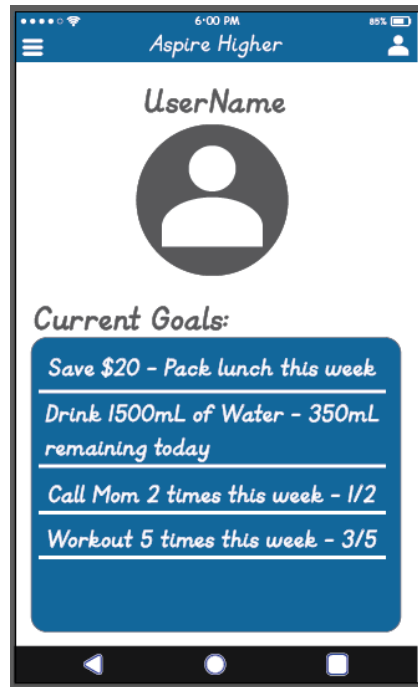 6:00 PM
85%
Aspire Higher
UserName
Current Goals:
Save $20 - Pack lunch this week
Drink 1500mL of Water - 350mL
remaining today
Call Mom 2 times this week - 1/2
Workout 5 times this week - 3/5